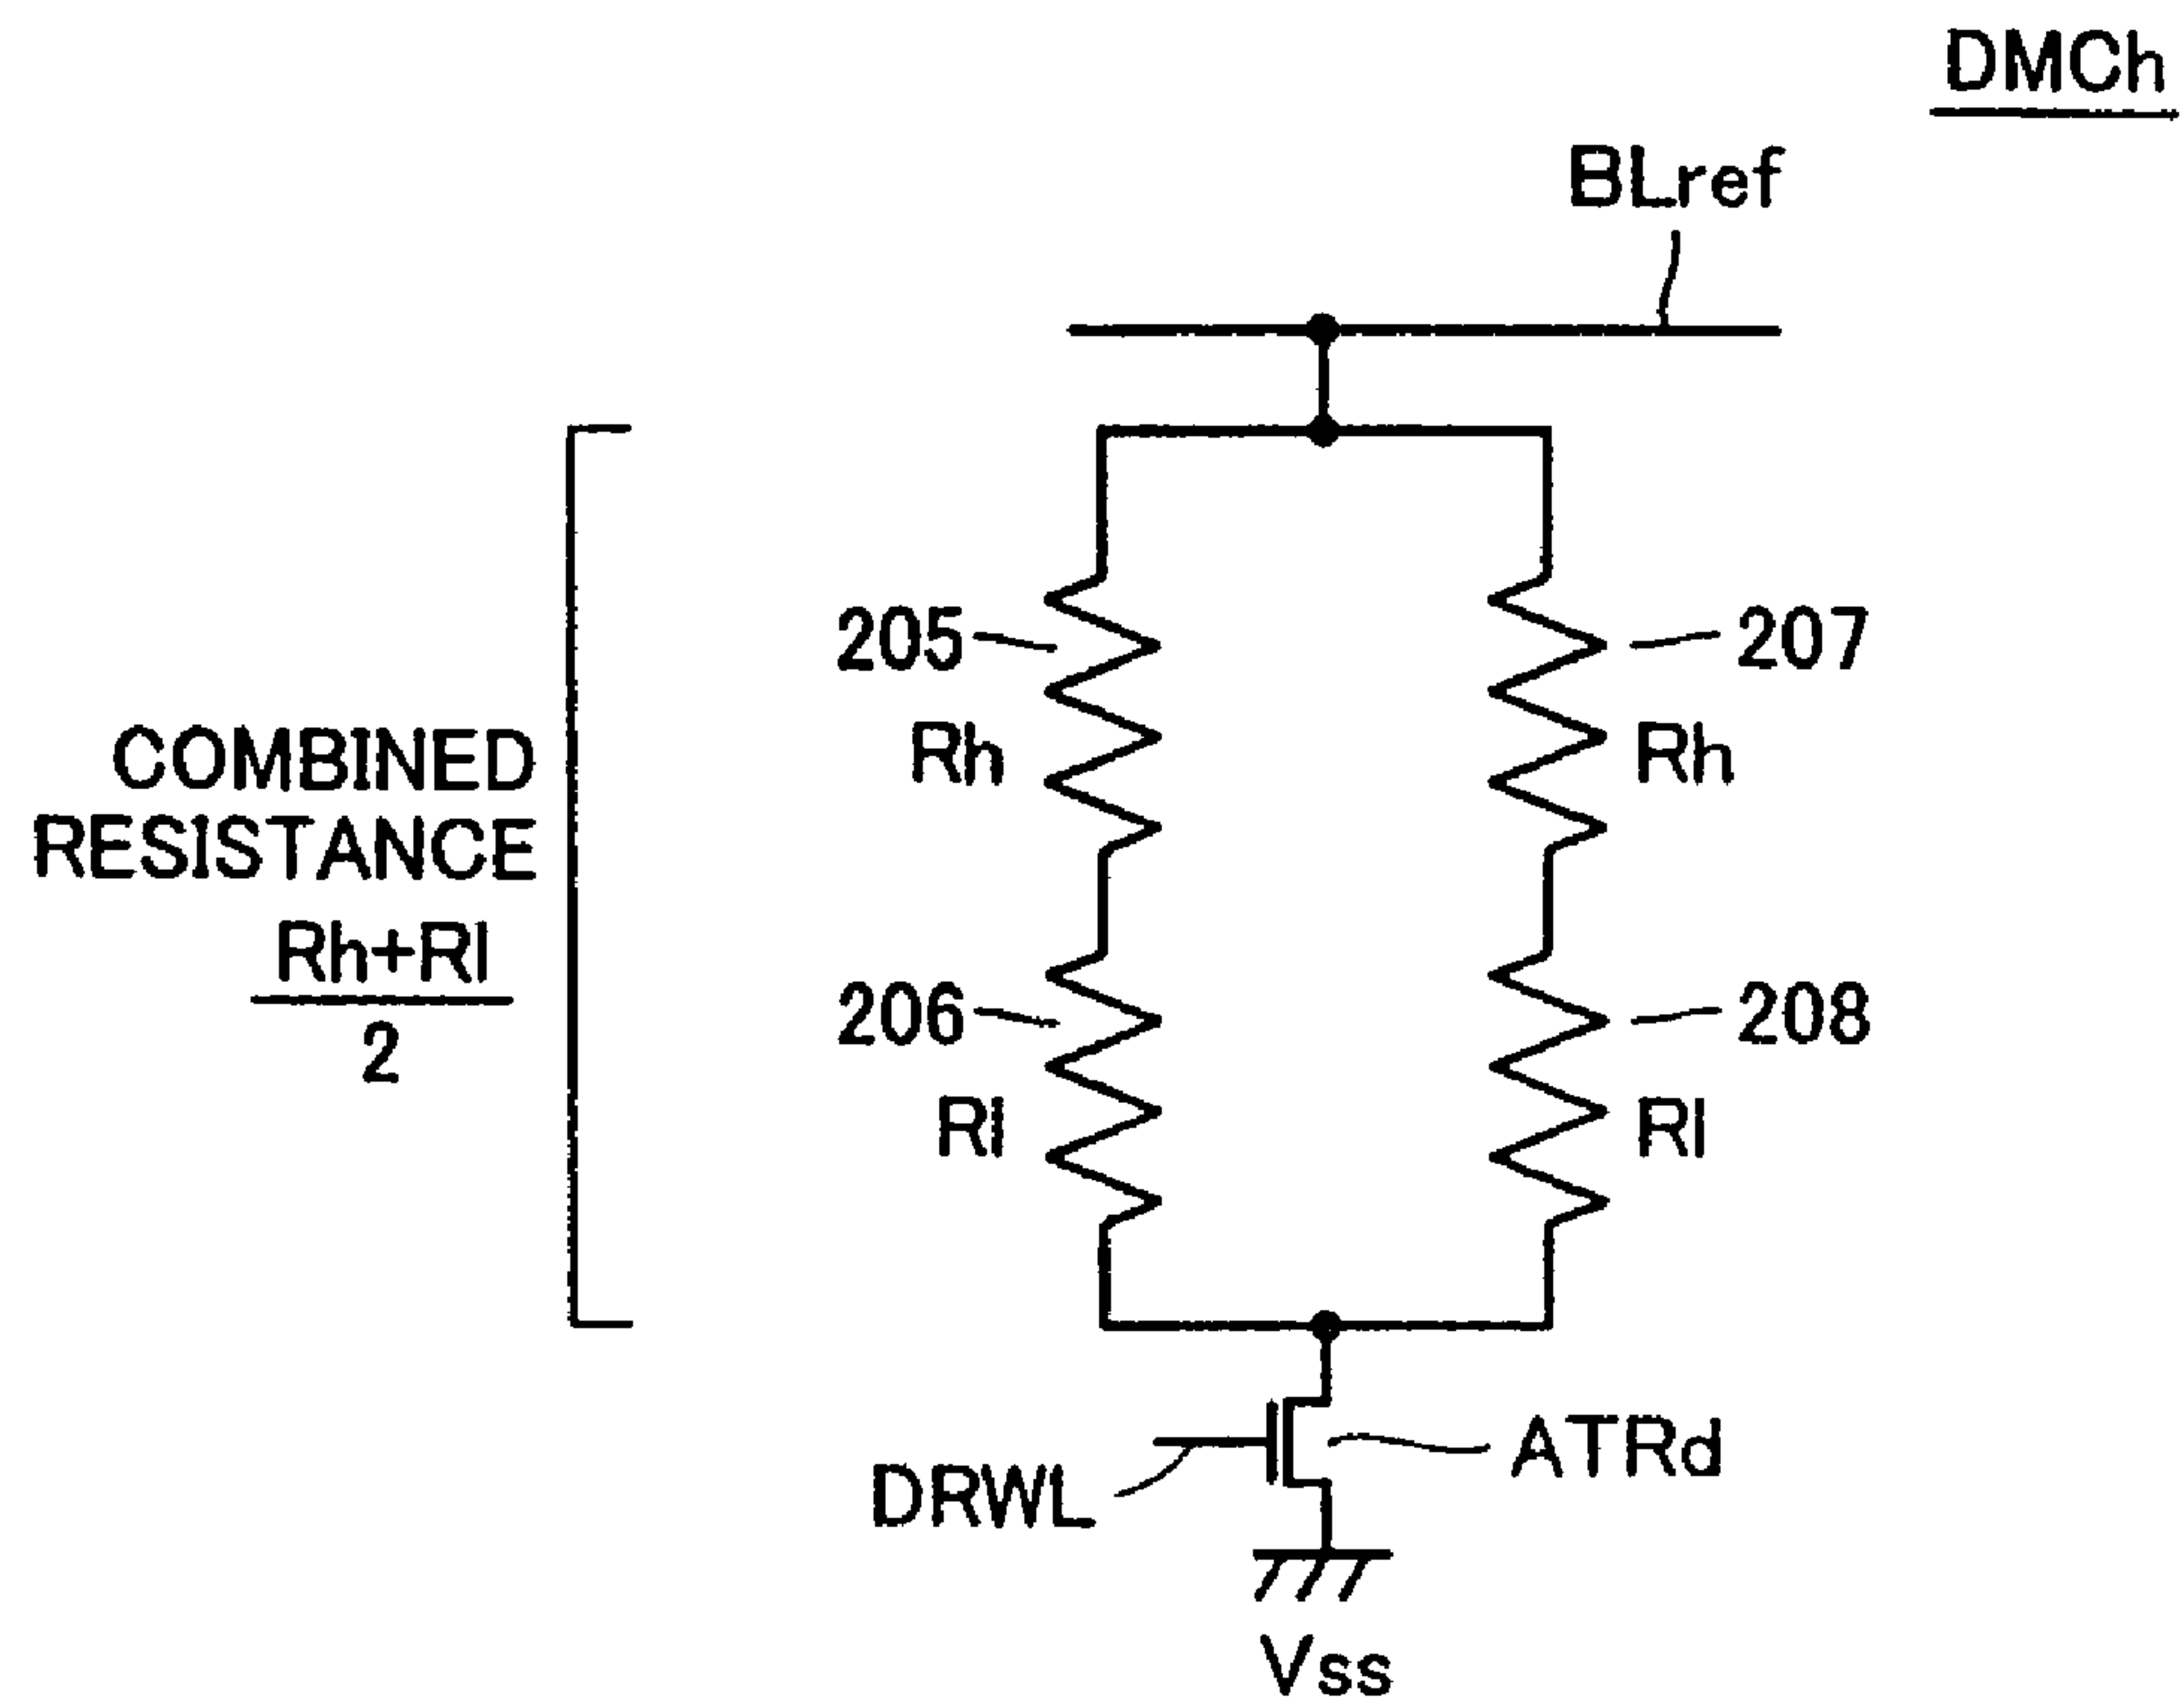 DMCh
BLref
205
207
Rh
Rh
COMBINED
RESISTANCE
Rh+Rl
2
206
208
Rl
Rl
DRWL
ATRd
Vss